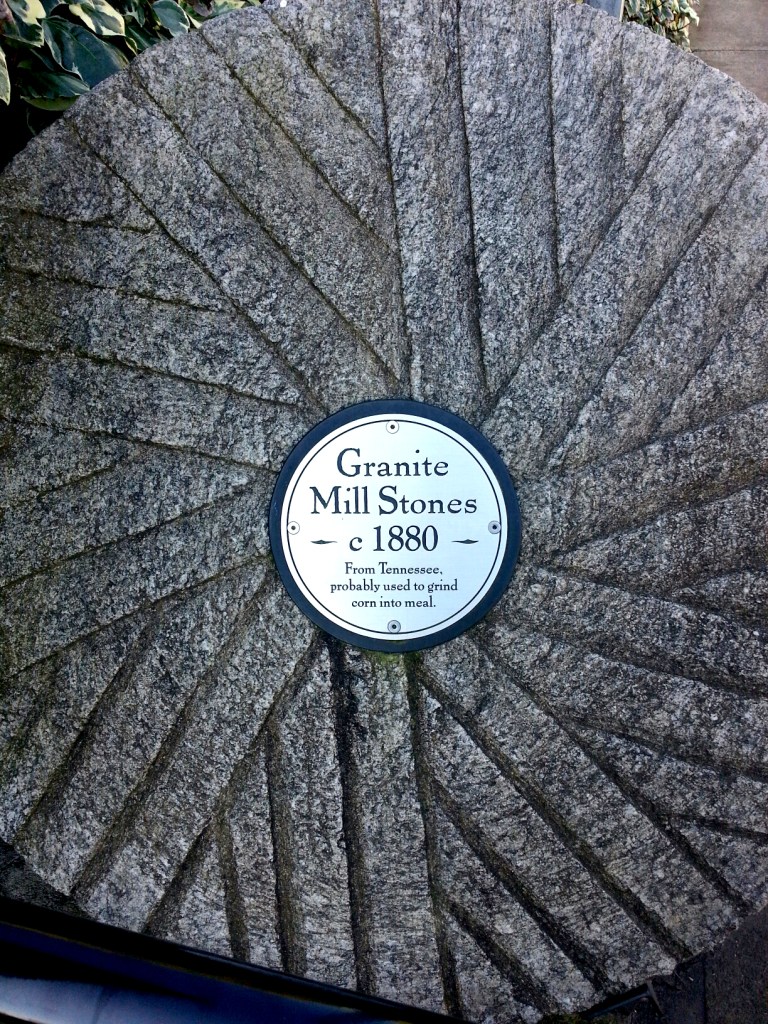 Granite
Mill Stones
c 1880
From Tennessee,
probably used to grind
corn into meal.